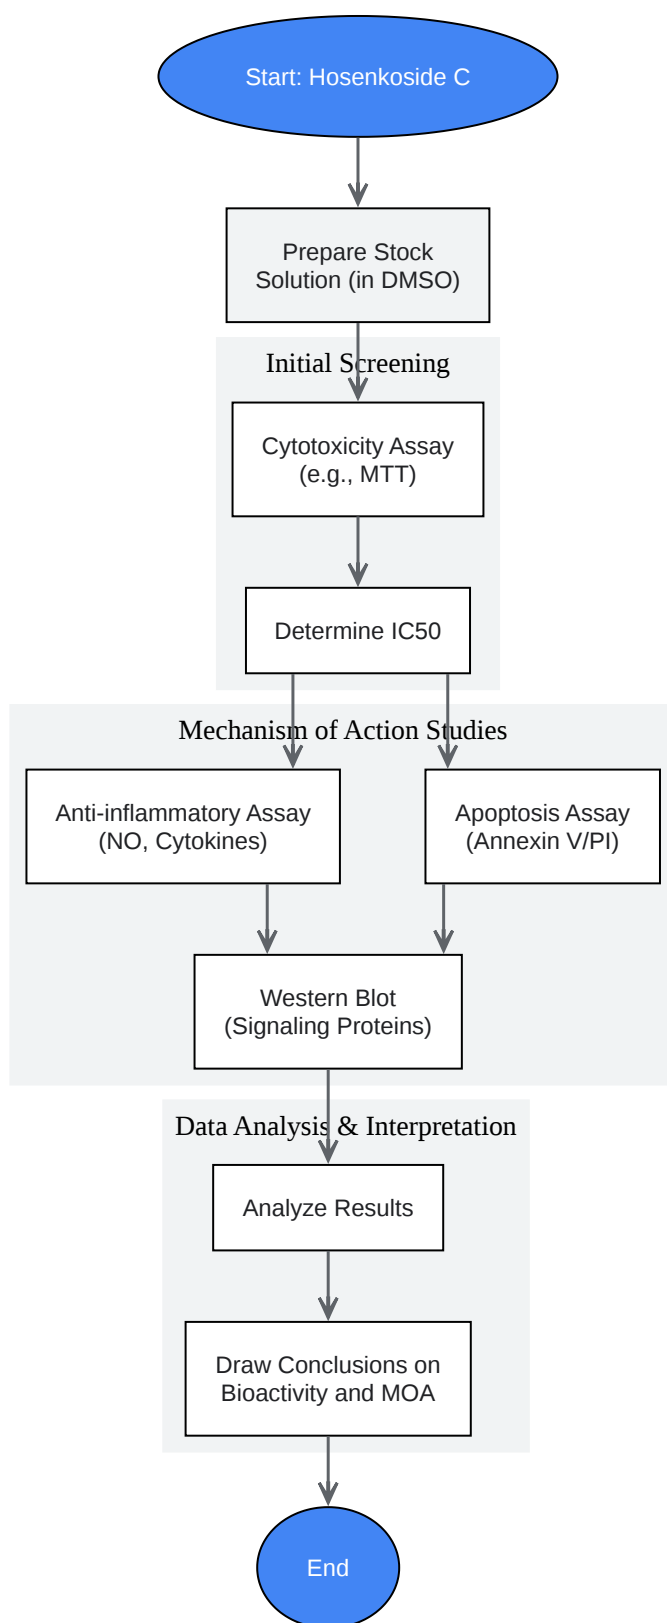 Start: Hosenkoside C
Prepare Stock
Solution (in DMSO)
Initial Screening
Cytotoxicity Assay
(e.g., MTT)
Determine IC50
Mechanism of Action Studies
Anti-inflammatory Assay
(NO, Cytokines)
Apoptosis Assay
(Annexin V/PI)
Western Blot
(Signaling Proteins)
Data Analysis & Interpretation
Analyze Results
Draw Conclusions on
Bioactivity and MOA
End